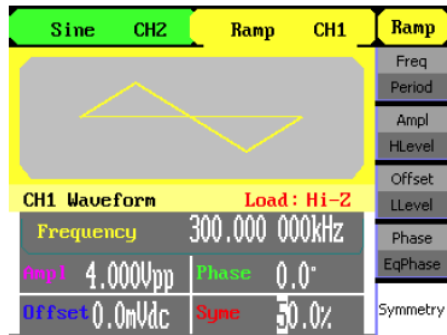 Sine CH2 Ramp CH1 Ramp
Freq
Period
Ampl
HLevel
Offset
LLevel
Phase
EqPhase
Symmetry
CH1 Waveform Load: Hi-Z
Frequency 300.000 000kHz
Ampl 4.000Vpp Phase 0.0°
Offset 0.0mVdc Syme 50.0%